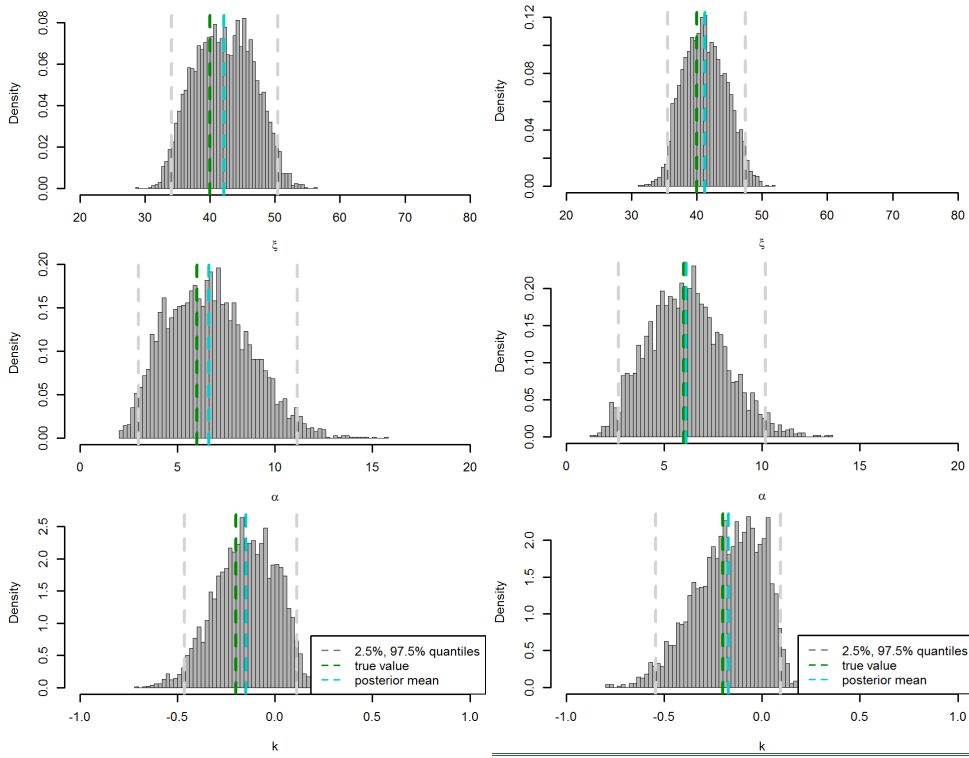 Density
0.00 0.02 0.04 0.06 0.08
20 30 40 50 60 70 80
ξ
Density
0.00 0.04 0.08 0.12
20 30 40 50 60 70 80
ξ
Density
0.00 0.05 0.10 0.15 0.20
0 5 10 15 20
α
Density
0.00 0.05 0.10 0.15 0.20
0 5 10 15 20
α
Density
0.0 0.5 1.0 1.5 2.0 2.5
-1.0 -0.5 0.0 0.5 1.0
k
2.5%, 97.5% quantiles
true value
posterior mean
Density
0.0 0.5 1.0 1.5 2.0
-1.0 -0.5 0.0 0.5 1.0
k
2.5%, 97.5% quantiles
true value
posterior mean